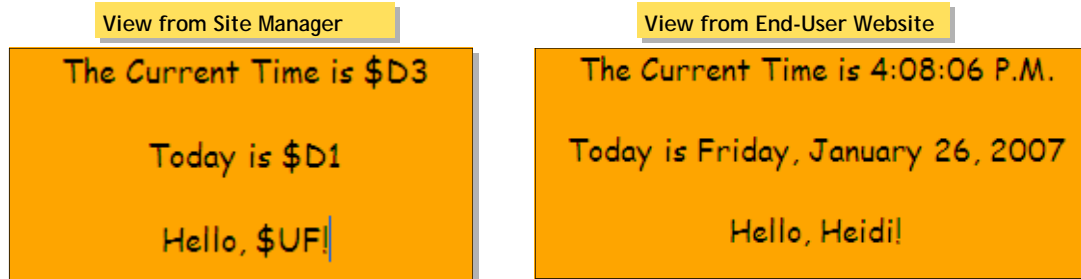 View from Site Manager
The Current Time is $D3
Today is $D1
Hello, $UF!
View from End-User Website
The Current Time is 4:08:06 P.M.
Today is Friday, January 26, 2007
Hello, Heidi!